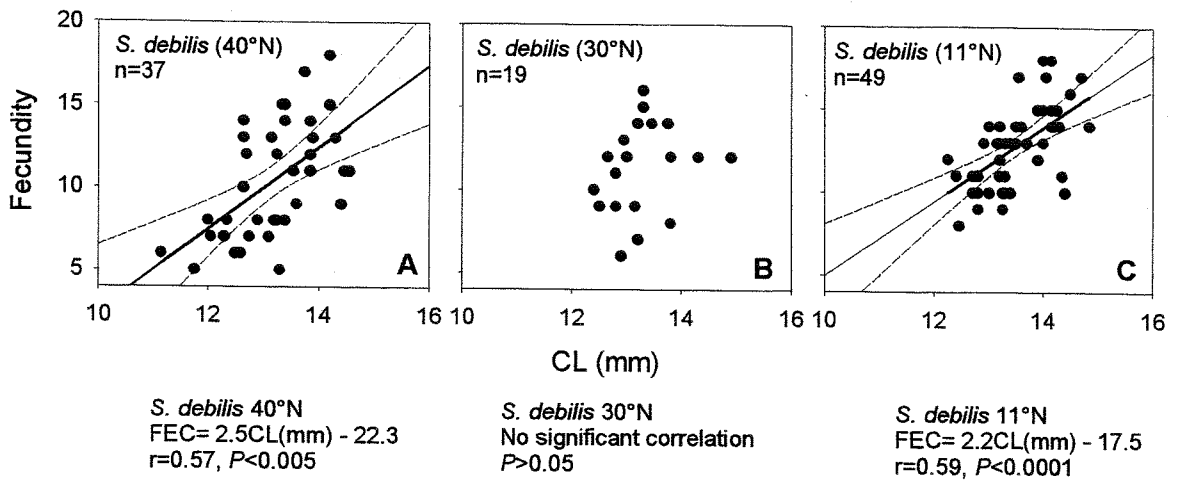 20
15
10
5
Fecundity
S. debilis (40°N)
n=37
A
10 12 14 16
S. debilis (30°N)
n=19
B
10 12 14 16
S. debilis (11°N)
n=49
C
10 12 14 16
CL (mm)
S. debilis 40°N
FEC= 2.5CL(mm) - 22.3
r=0.57, P<0.005
S. debilis 30°N
No significant correlation
P>0.05
S. debilis 11°N
FEC= 2.2CL(mm) - 17.5
r=0.59, P<0.0001